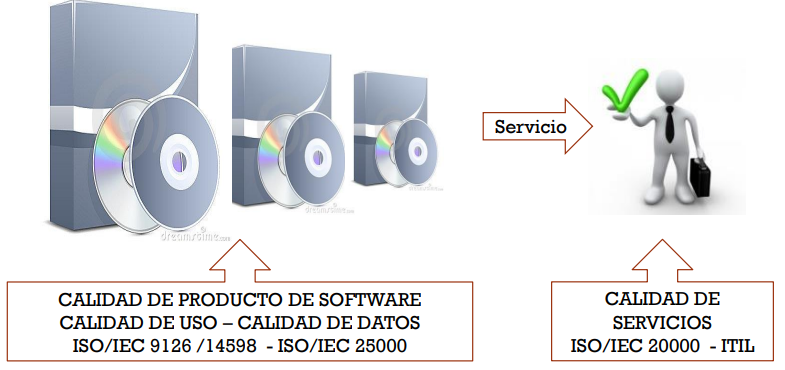 Servicio
dreamstime.com
dreamstime.com
CALIDAD DE PRODUCTO DE SOFTWARE
CALIDAD DE USO – CALIDAD DE DATOS
ISO/IEC 9126 /14598 - ISO/IEC 25000
CALIDAD DE
SERVICIOS
ISO/IEC 20000 - ITIL